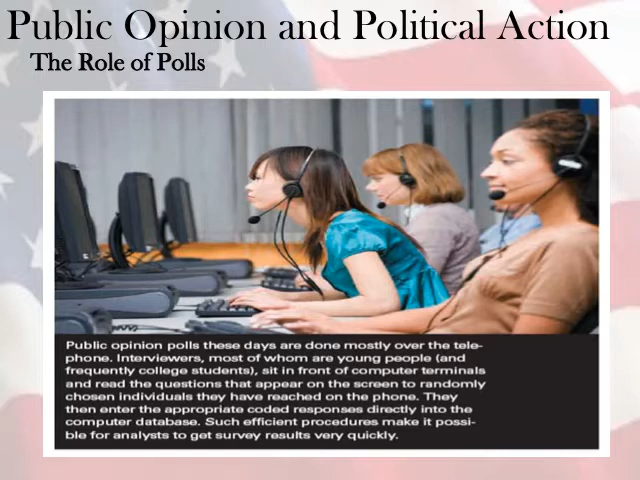 Public Opinion and Political Action
The Role of Polls
Public opinion polls these days are done mostly over the tele-
phone. Interviewers, most of whom are young people (and
frequently college students), sit in front of computer terminals
and read the questions that appear on the screen to randomly
chosen individuals they have reached on the phone. They
then enter the appropriate coded responses directly into the
computer database. Such efficient procedures make it possi-
ble for analysts to get survey results very quickly.